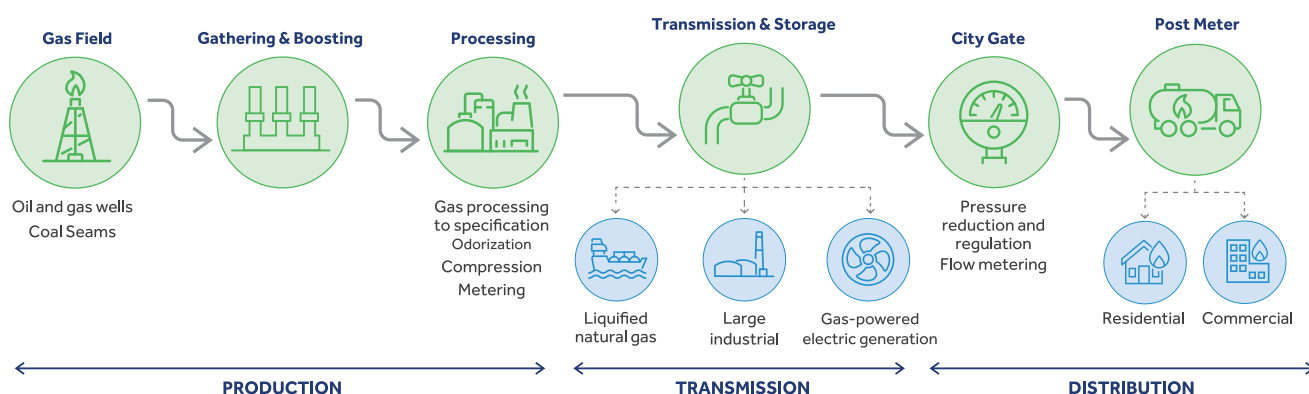 Gas Field
Gathering & Boosting
Processing
Transmission & Storage
City Gate
Post Meter
Oil and gas wells
Coal Seams
Gas processing
to specification
Odorization
Compression
Metering
Liquified
natural gas
Large
industrial
Gas-powered
electric generation
Pressure
reduction and
regulation
Flow metering
Residential
Commercial
PRODUCTION
TRANSMISSION
DISTRIBUTION